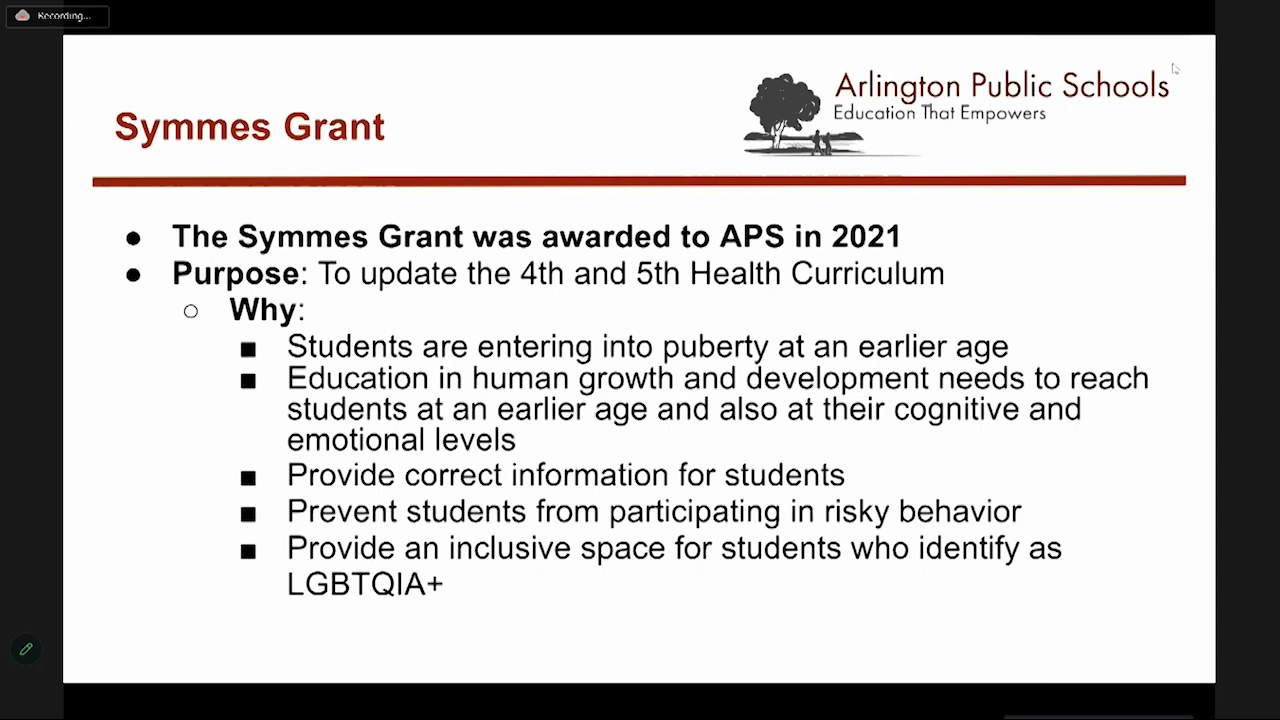 Recording...
Arlington Public Schools
Education That Empowers
Symmes Grant
● The Symmes Grant was awarded to APS in 2021
● Purpose: To update the 4th and 5th Health Curriculum
○ Why:
■ Students are entering into puberty at an earlier age
■ Education in human growth and development needs to reach
students at an earlier age and also at their cognitive and
emotional levels
■ Provide correct information for students
■ Prevent students from participating in risky behavior
■ Provide an inclusive space for students who identify as
LGBTQIA+